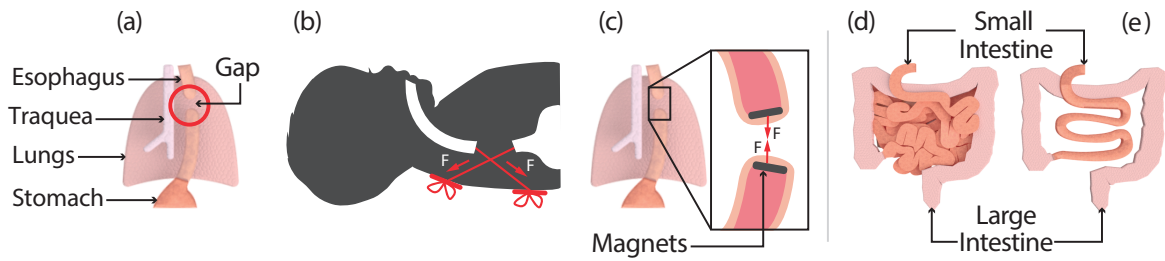 (a)
Esophagus
Gap
Traquea
Lungs
Stomach
(b)
F
F
(c)
F
F
Magnets
(d)
Small
Intestine
(e)
Large
Intestine